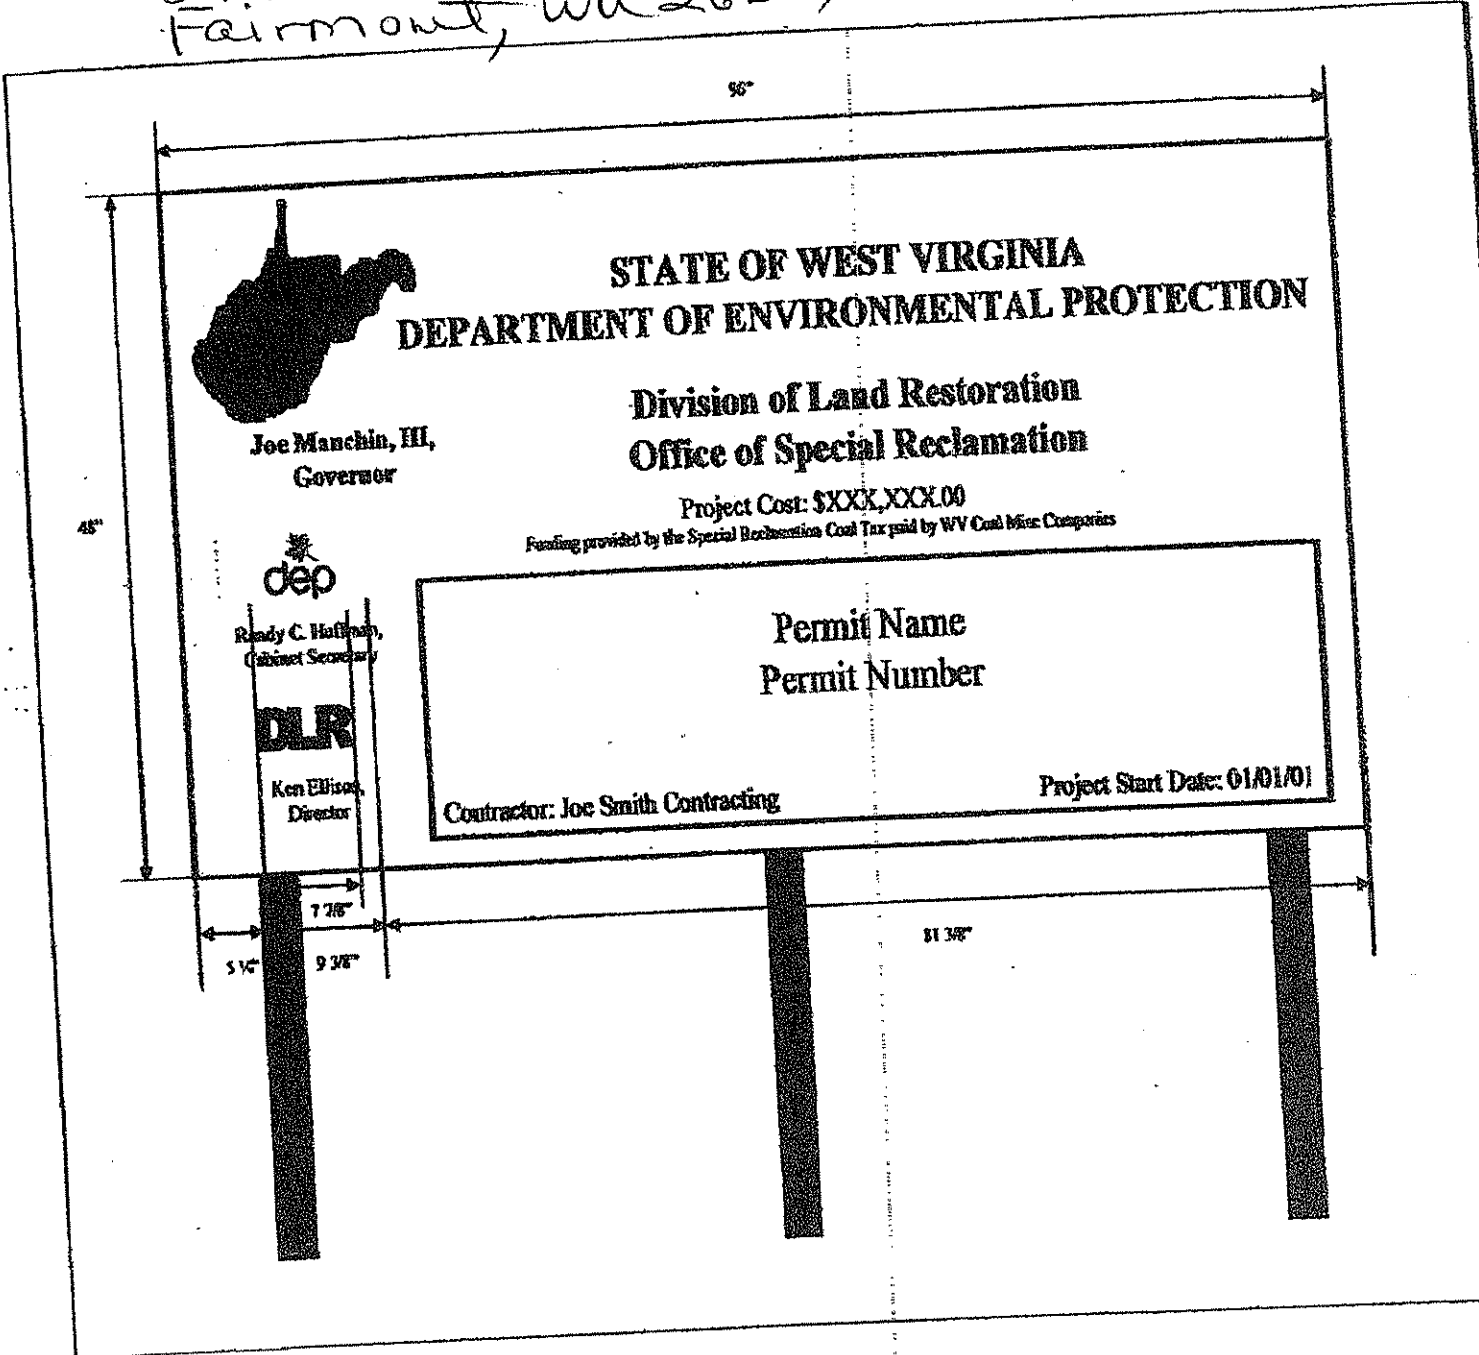 Fairmont, WV
96"
STATE OF WEST VIRGINIA
DEPARTMENT OF ENVIRONMENTAL PROTECTION
Division of Land Restoration
Office of Special Reclamation
Joe Manchin, III,
Governor
Project Cost: $XXX,XXX.00
Funding provided by the Special Reclamation Coal Tax paid by WV Coal Mine Companies
48"
dep
Randy C. Huffman,
Cabinet Secretary
Permit Name
Permit Number
DLR
Ken Ellison,
Director
Contractor: Joe Smith Contracting
Project Start Date: 01/01/01
7 7/8"
5 1/4"
9 3/8"
81 3/8"